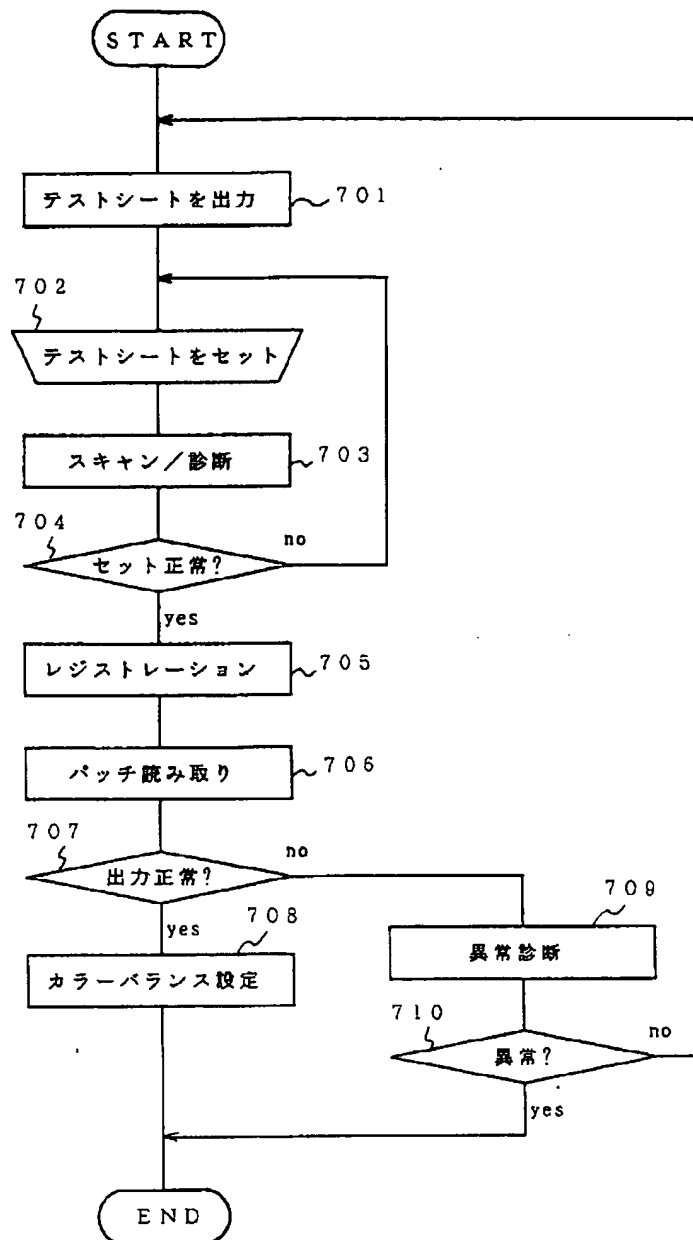 START
テストシートを出力
701
702
テストシートをセット
スキャン/診断
703
704
セット正常?
no
yes
レジストレーション
705
パッチ読み取り
706
707
出力正常?
no
yes
708
カラーバランス設定
709
異常診断
710
異常?
no
yes
END